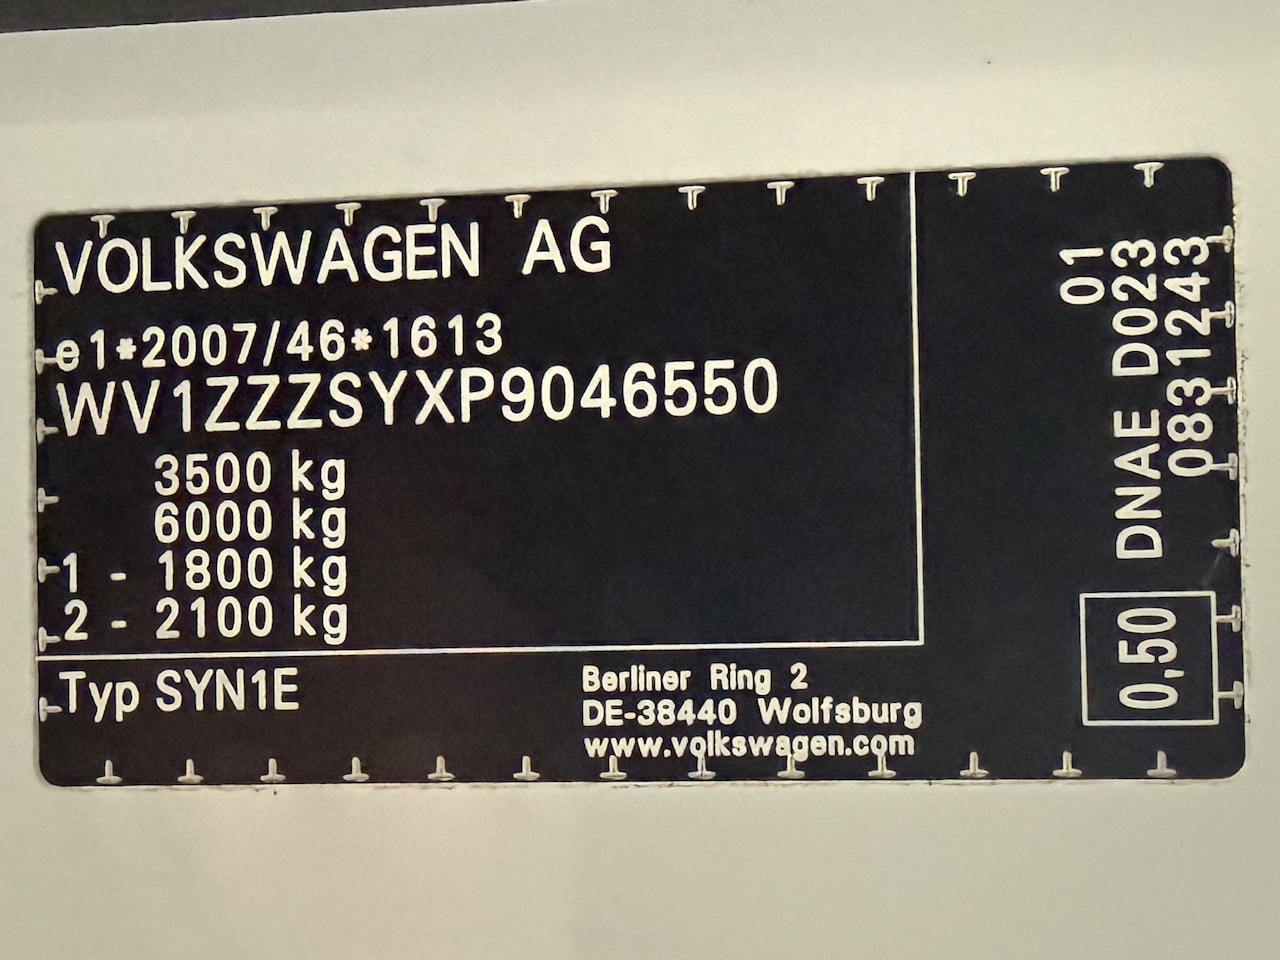 VOLKSWAGEN AG
e1*2007/46*1613
WV1ZZZSYXP9046550
3500 kg
6000 kg
1 - 1800 kg
2 - 2100 kg
Typ SYN1E
Berliner Ring 2
DE-38440 Wolfsburg
www.volkswagen.com
01
DNAE D023
0831243
0,50